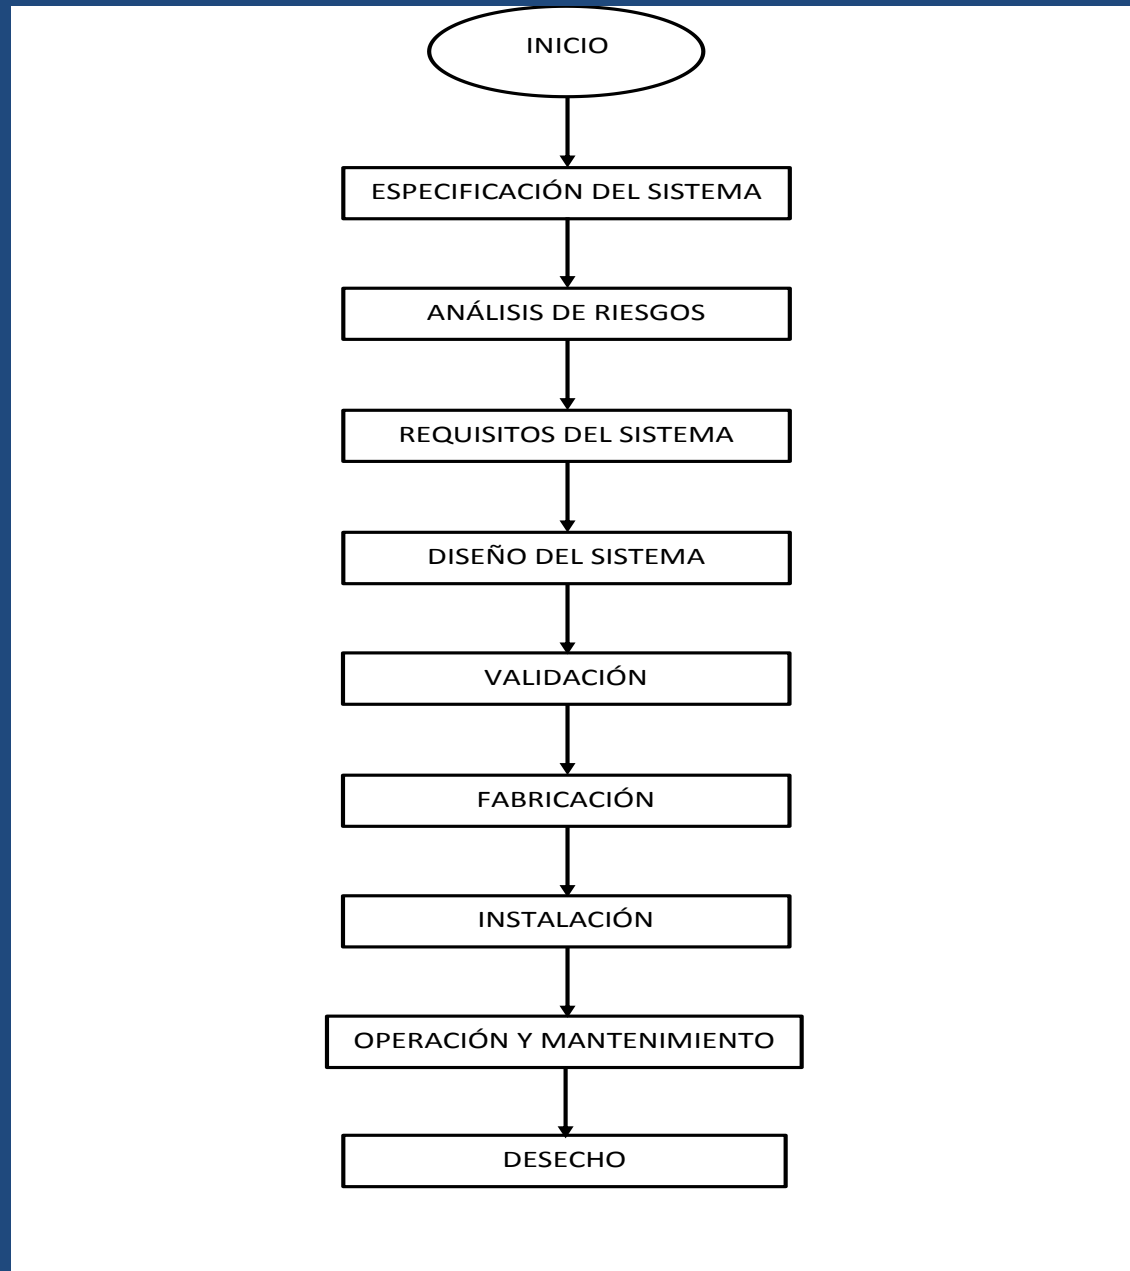 INICIO
ESPECIFICACIÓN DEL SISTEMA
ANÁLISIS DE RIESGOS
REQUISITOS DEL SISTEMA
DISEÑO DEL SISTEMA
VALIDACIÓN
FABRICACIÓN
INSTALACIÓN
OPERACIÓN Y MANTENIMIENTO
DESECHO